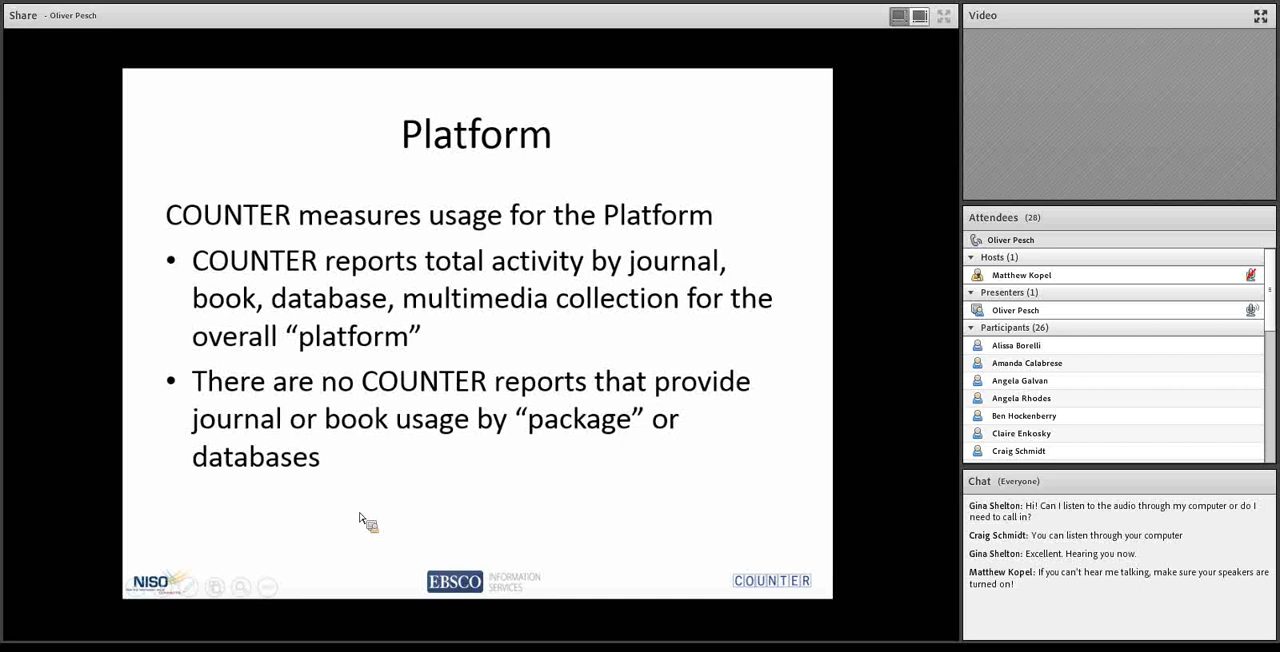 Share - Oliver Pesch
Platform
COUNTER measures usage for the Platform
• COUNTER reports total activity by journal,
book, database, multimedia collection for the
overall “platform”
• There are no COUNTER reports that provide
journal or book usage by “package” or
databases
NISO
EBSCO INFORMATION
SERVICES
COUNTER
Video
Attendees (28)
Oliver Pesch
Hosts (1)
Matthew Kopel
Presenters (1)
Oliver Pesch
Participants (26)
Alissa Borelli
Amanda Calabrese
Angela Galvan
Angela Rhodes
Ben Hockenberry
Claire Enkosky
Craig Schmidt
Chat (Everyone)
Gina Shelton: Hi! Can I listen to the audio through my computer or do I
need to call in?
Craig Schmidt: You can listen through your computer
Gina Shelton: Excellent. Hearing you now.
Matthew Kopel: If you can't hear me talking, make sure your speakers are
turned on!